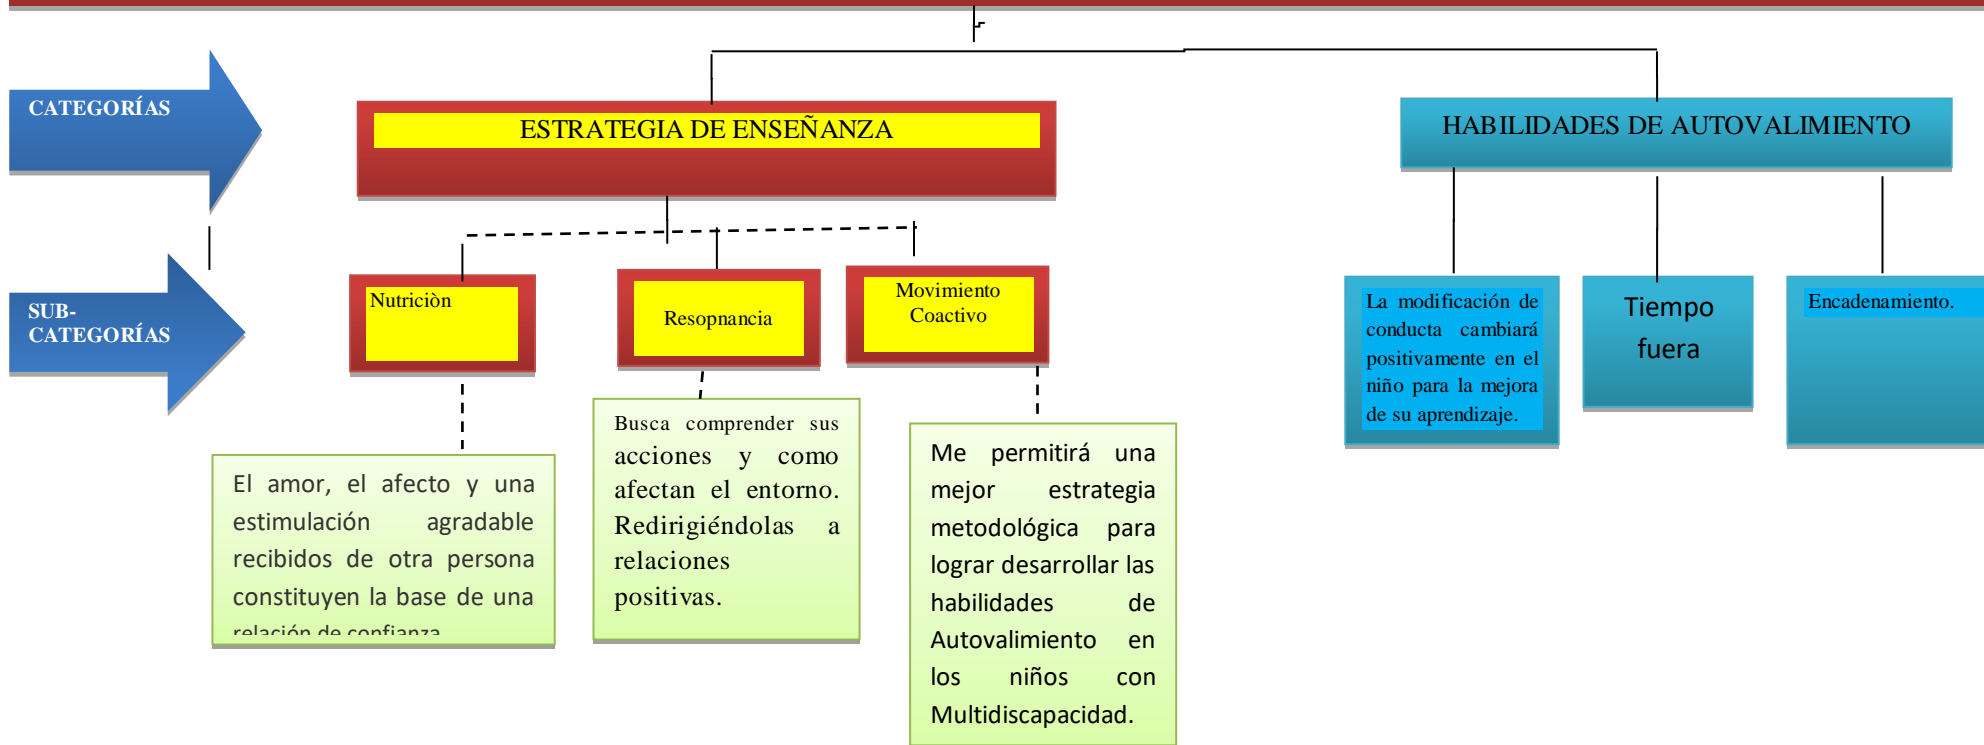 CATEGORÍAS
ESTRATEGIA DE ENSEÑANZA
HABILIDADES DE AUTOVALIMIENTO
SUB-
CATEGORÍAS
Nutriciòn
Resopnancia
Movimiento
Coactivo
La modificación de
conducta cambiará
positivamente en el
niño para la mejora
de su aprendizaje.
Tiempo
fuera
Encadenamiento.
El amor, el afecto y una
estimulación agradable
recibidos de otra persona
constituyen la base de una
relación de confianza
Busca comprender sus
acciones y como
afectan el entorno.
Redirigiéndolas a
relaciones
positivas.
Me permitirá una
mejor estrategia
metodológica para
lograr desarrollar las
habilidades de
Autovalimiento en
los niños con
Multidiscapacidad.